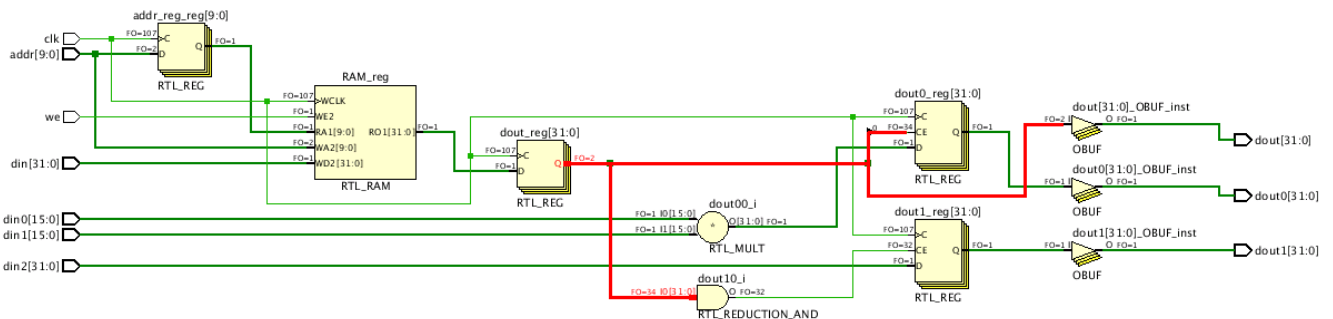 addr_reg_reg[9:0]
clk
FO=107
C
addr[9:0]
FO=2
D
Q
FO=1
RTL_REG
RAM_reg
FO=107
WCLK
we
FO=1
WE2
FO=1
RA1[9:0]
RO1[31:0]
FO=1
FO=2
WA2[9:0]
din[31:0]
FO=1
WD2[31:0]
RTL_RAM
dout_reg[31:0]
FO=107
C
FO=1
D
Q
FO=2
RTL_REG
din0[15:0]
din1[15:0]
dout00_i
FO=1 I0[15:0]
FO=1 I1[15:0]
*
O[31:0] FO=1
RTL_MULT
din2[31:0]
dout10_i
FO=34 I0[31:0]
O FO=32
RTL_REDUCTION_AND
dout0_reg[31:0]
FO=107
C
0
FO=34
CE
FO=1
D
Q
FO=1
RTL_REG
dout1_reg[31:0]
FO=107
C
FO=32
CE
FO=1
D
Q
FO=1
RTL_REG
dout[31:0]_OBUF_inst
FO=2 I
O FO=1
OBUF
dout[31:0]
dout0[31:0]_OBUF_inst
FO=1 I
O FO=1
OBUF
dout0[31:0]
dout1[31:0]_OBUF_inst
FO=1 I
O FO=1
OBUF
dout1[31:0]